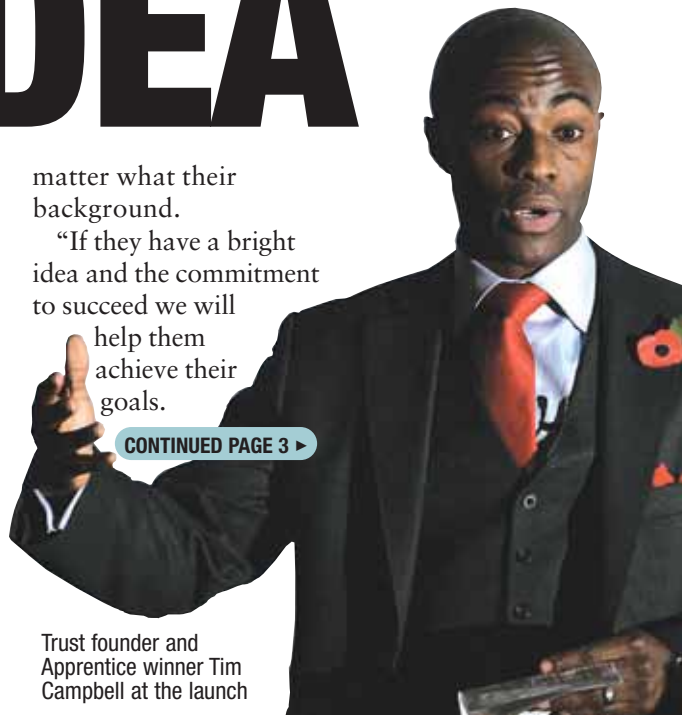 DEA
matter what their
background.
“If they have a bright
idea and the commitment
to succeed we will
help them
achieve their
goals.
CONTINUED PAGE 3 ►
Trust founder and
Apprentice winner Tim
Campbell at the launch